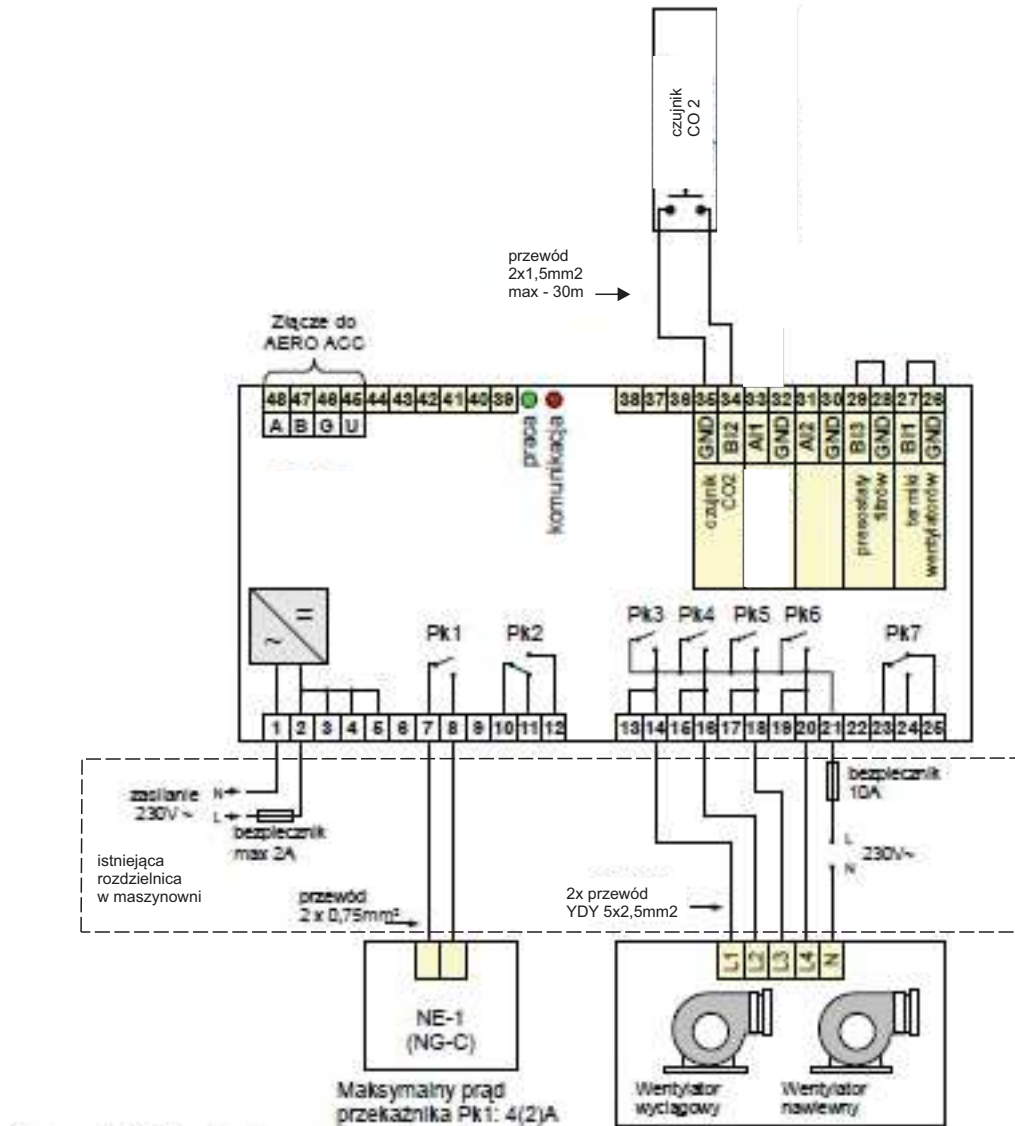 czujnik
CO 2
przewód
2x1,5mm2
max - 30m
Złącze do
AERO ACC
48 47 46 45 44 43 42 41 40 39
38 37 36 35 34 33 32 31 30 29 28 27 26
A B G U
praca
komunikacja
GND BI2 AI1 GND AI2 GND BI3 GND BI1 GND
czujnik
CO2
presostaty
filtrów
termiki
wentylatorów
Pk1
Pk2
Pk3
Pk4
Pk5
Pk6
Pk7
1 2 3 4 5 6 7 8 9 10 11 12
13 14 15 16 17 18 19 20 21 22 23 24 25
zasilanie
230V~
N
L
bezpiecznik
max 2A
bezpiecznik
10A
L
N
230V~
istniejąca
rozdzielnica
w maszynowni
przewód
2 x 0,75mm²
2x przewód
YDY 5x2,5mm2
L1 L2 L3 L4 N
NE-1
(NG-C)
Maksymalny prąd
przekaźnika Pk1: 4(2)A
Wentylator
wyciągowy
Wentylator
nawiewny